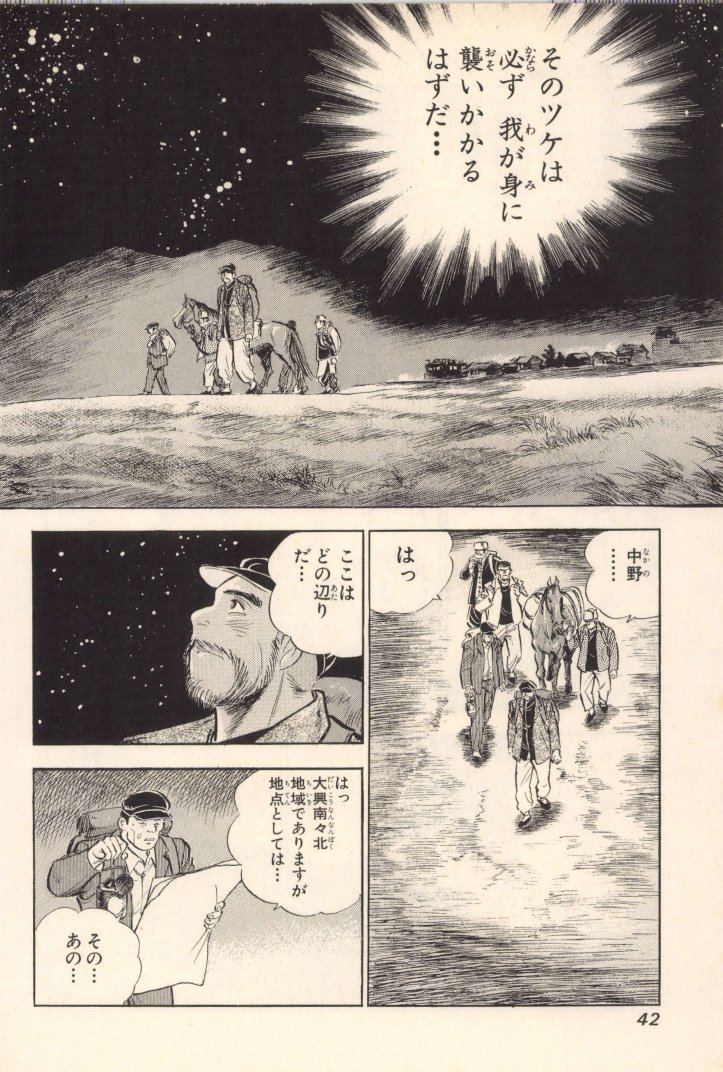 そのツケは
必ず 我が身に
襲いかかる
はずだ…
中野
……
はっ
ここは
どの辺り
だ…
はっ
大興南々北
地域でありますが
地点としては…
その…
あの…
42